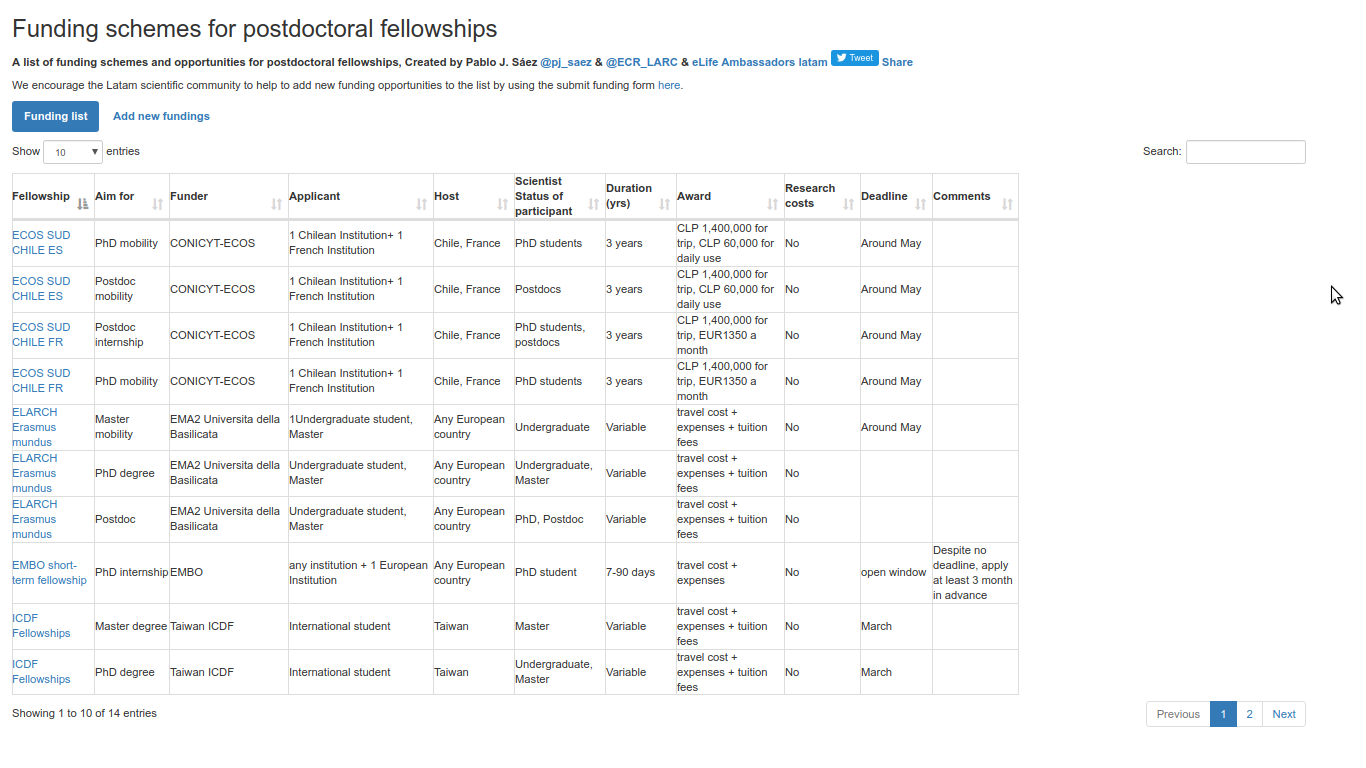 Funding schemes for postdoctoral fellowships
A list of funding schemes and opportunities for postdoctoral fellowships, Created by Pablo J. Sáez @pj_saez & @ECR_LARC & eLife Ambassadors latam Tweet Share
We encourage the Latam scientific community to help to add new funding opportunities to the list by using the submit funding form here.
Funding list Add new fundings
Show 10 entries Search:
Fellowship Aim for Funder Applicant Host Scientist Status of participant Duration (yrs) Award Research costs Deadline Comments
ECOS SUD CHILE ES PhD mobility CONICYT-ECOS 1 Chilean Institution+ 1 French Institution Chile, France PhD students 3 years CLP 1,400,000 for trip, CLP 60,000 for daily use No Around May
ECOS SUD CHILE ES Postdoc mobility CONICYT-ECOS 1 Chilean Institution+ 1 French Institution Chile, France Postdocs 3 years CLP 1,400,000 for trip, CLP 60,000 for daily use No Around May
ECOS SUD CHILE FR Postdoc internship CONICYT-ECOS 1 Chilean Institution+ 1 French Institution Chile, France PhD students, postdocs 3 years CLP 1,400,000 for trip, EUR1350 a month No Around May
ECOS SUD CHILE FR PhD mobility CONICYT-ECOS 1 Chilean Institution+ 1 French Institution Chile, France PhD students 3 years CLP 1,400,000 for trip, EUR1350 a month No Around May
ELARCH Erasmus mundus Master mobility EMA2 Universita della Basilicata 1Undergraduate student, Master Any European country Undergraduate Variable travel cost + expenses + tuition fees No Around May
ELARCH Erasmus mundus PhD degree EMA2 Universita della Basilicata Undergraduate student, Master Any European country Undergraduate, Master Variable travel cost + expenses + tuition fees No
ELARCH Erasmus mundus Postdoc EMA2 Universita della Basilicata Undergraduate student, Master Any European country PhD, Postdoc Variable travel cost + expenses + tuition fees No
EMBO short-term fellowship PhD internship EMBO any institution + 1 European Institution Any European country PhD student 7-90 days travel cost + expenses No open window Despite no deadline, apply at least 3 month in advance
ICDF Fellowships Master degree Taiwan ICDF International student Taiwan Master Variable travel cost + expenses + tuition fees No March
ICDF Fellowships PhD degree Taiwan ICDF International student Taiwan Undergraduate, Master Variable travel cost + expenses + tuition fees No March
Showing 1 to 10 of 14 entries Previous 1 2 Next